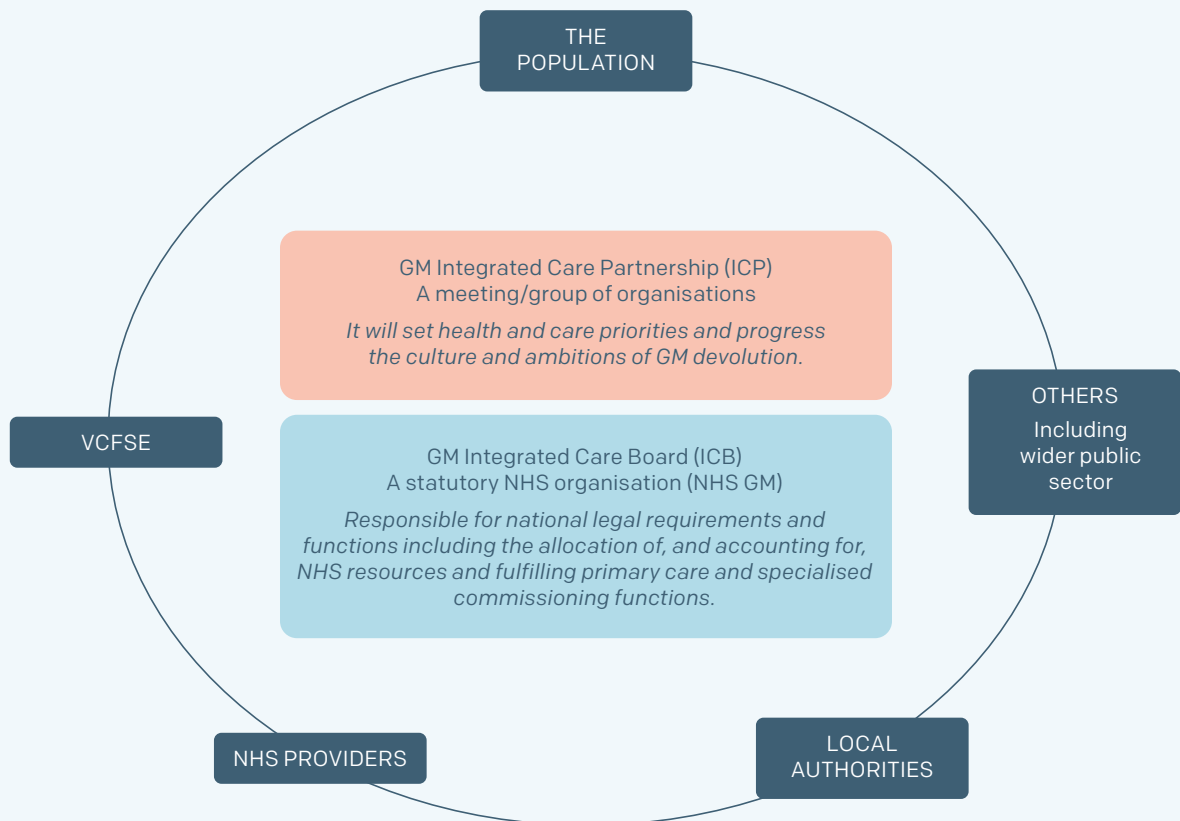 THE
POPULATION
GM Integrated Care Partnership (ICP)
A meeting/group of organisations
It will set health and care priorities and progress
the culture and ambitions of GM devolution.
OTHERS
Including
wider public
sector
VCFSE
GM Integrated Care Board (ICB)
A statutory NHS organisation (NHS GM)
Responsible for national legal requirements and
functions including the allocation of, and accounting for,
NHS resources and fulfilling primary care and specialised
commissioning functions.
NHS PROVIDERS
LOCAL
AUTHORITIES